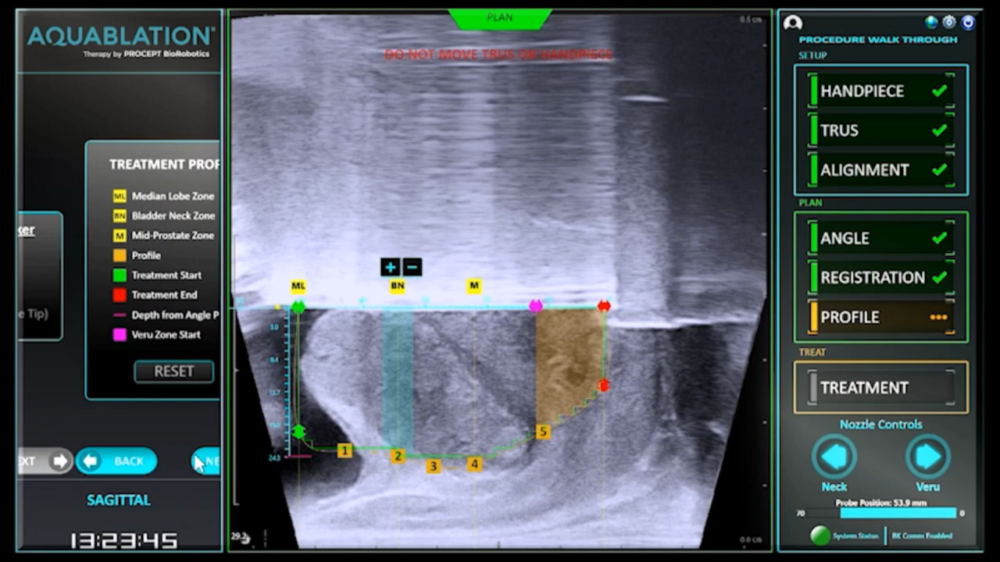 AQUABLATION®
Therapy by PROCEPT BioRobotics
TREATMENT PROF
ML Median Lobe Zone
BN Bladder Neck Zone
M Mid-Prostate Zone
Profile
Treatment Start
Treatment End
Depth from Angle P
Veru Zone Start
RESET
ker
e Tip)
EXT
BACK
NE
SAGITTAL
13:23:45
PLAN
8.5 cm
DO NOT MOVE TRUS OR HANDPIECE
+ −
ML BN M
24.3
1 2 3 4 5
0.0 cm
PROCEDURE WALK THROUGH
SETUP
HANDPIECE
TRUS
ALIGNMENT
PLAN
ANGLE
REGISTRATION
PROFILE
TREAT
TREATMENT
Nozzle Controls
Neck Veru
Probe Position: 53.9 mm
70 0
System Status BK Comm Enabled